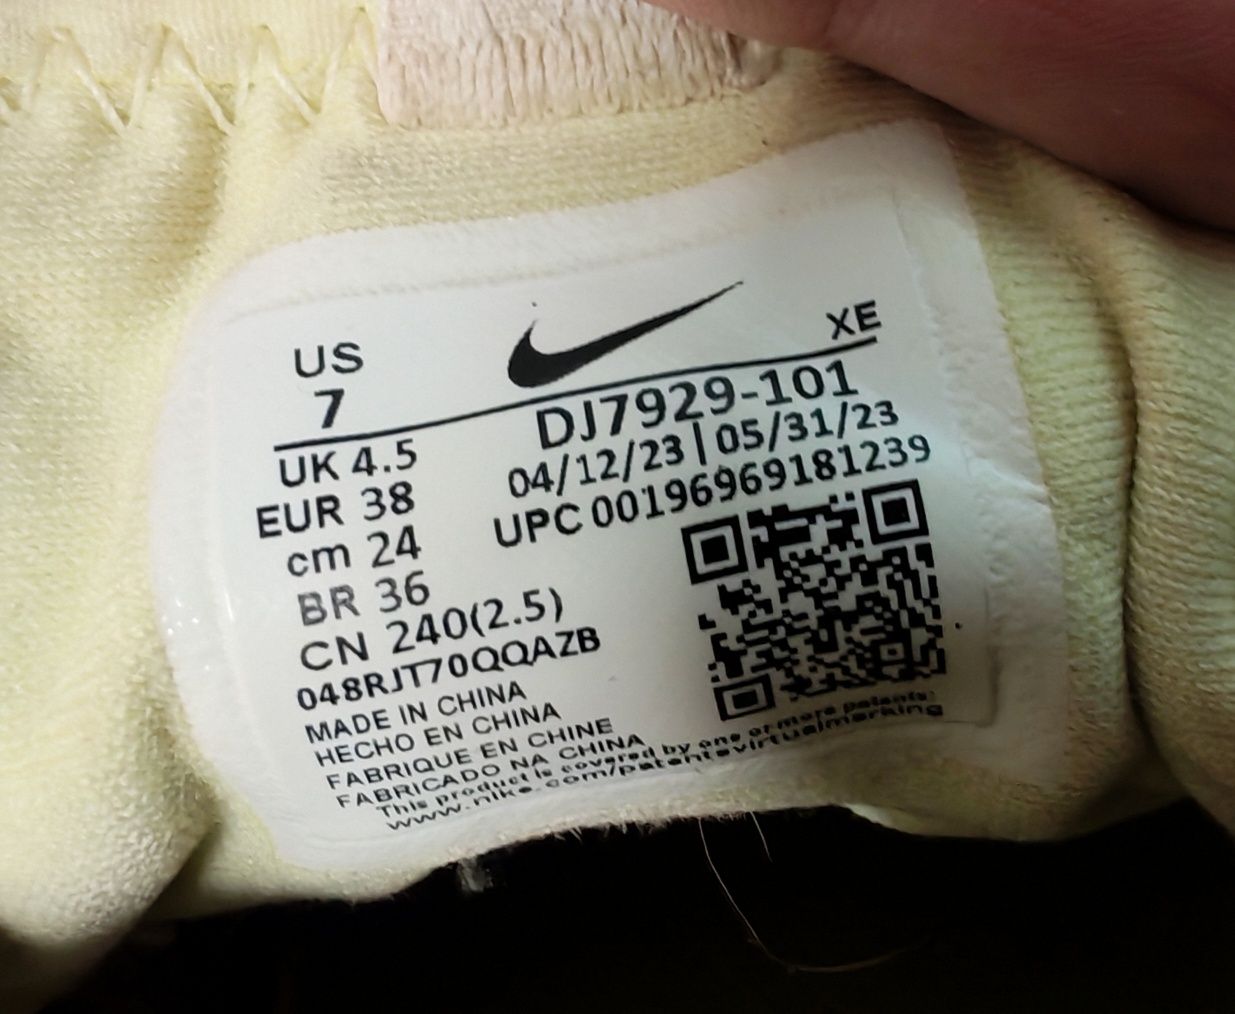 US
7
XE
UK 4.5
EUR 38
cm 24
BR 36
CN 240(2.5)
DJ7929-101
04/12/23 | 05/31/23
UPC 00196969181239
048RJT70QQAZB
MADE IN CHINA
HECHO EN CHINA
FABRIQUE EN CHINE
FABRICADO NA CHINA
This product is covered by one or more patents:
www.nike.com/patentsvirtualmarking